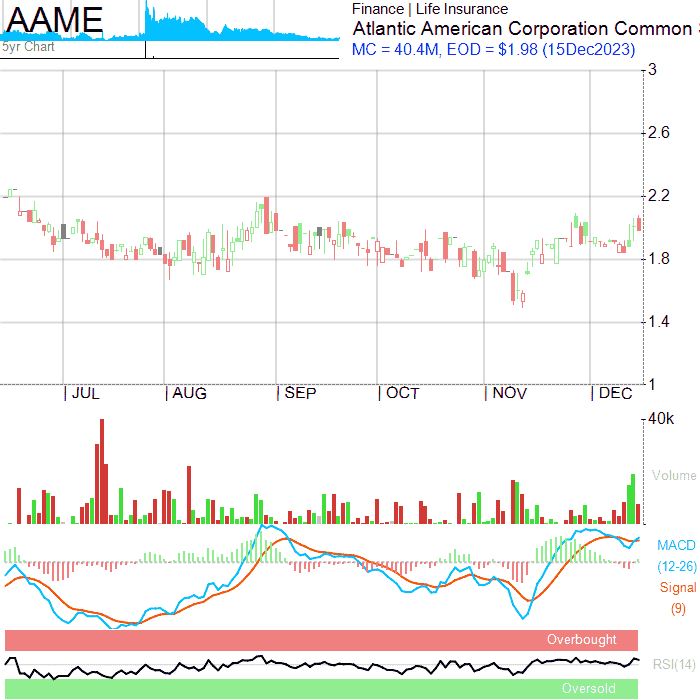 AAME
5yr Chart
Finance | Life Insurance
Atlantic American Corporation Common
MC = 40.4M, EOD = $1.98 (15Dec2023)
3
2.6
2.2
1.8
1.4
1
| JUL | AUG | SEP | OCT | NOV | DEC
40k
Volume
MACD
(12-26)
Signal
(9)
Overbought
RSI(14)
Oversold